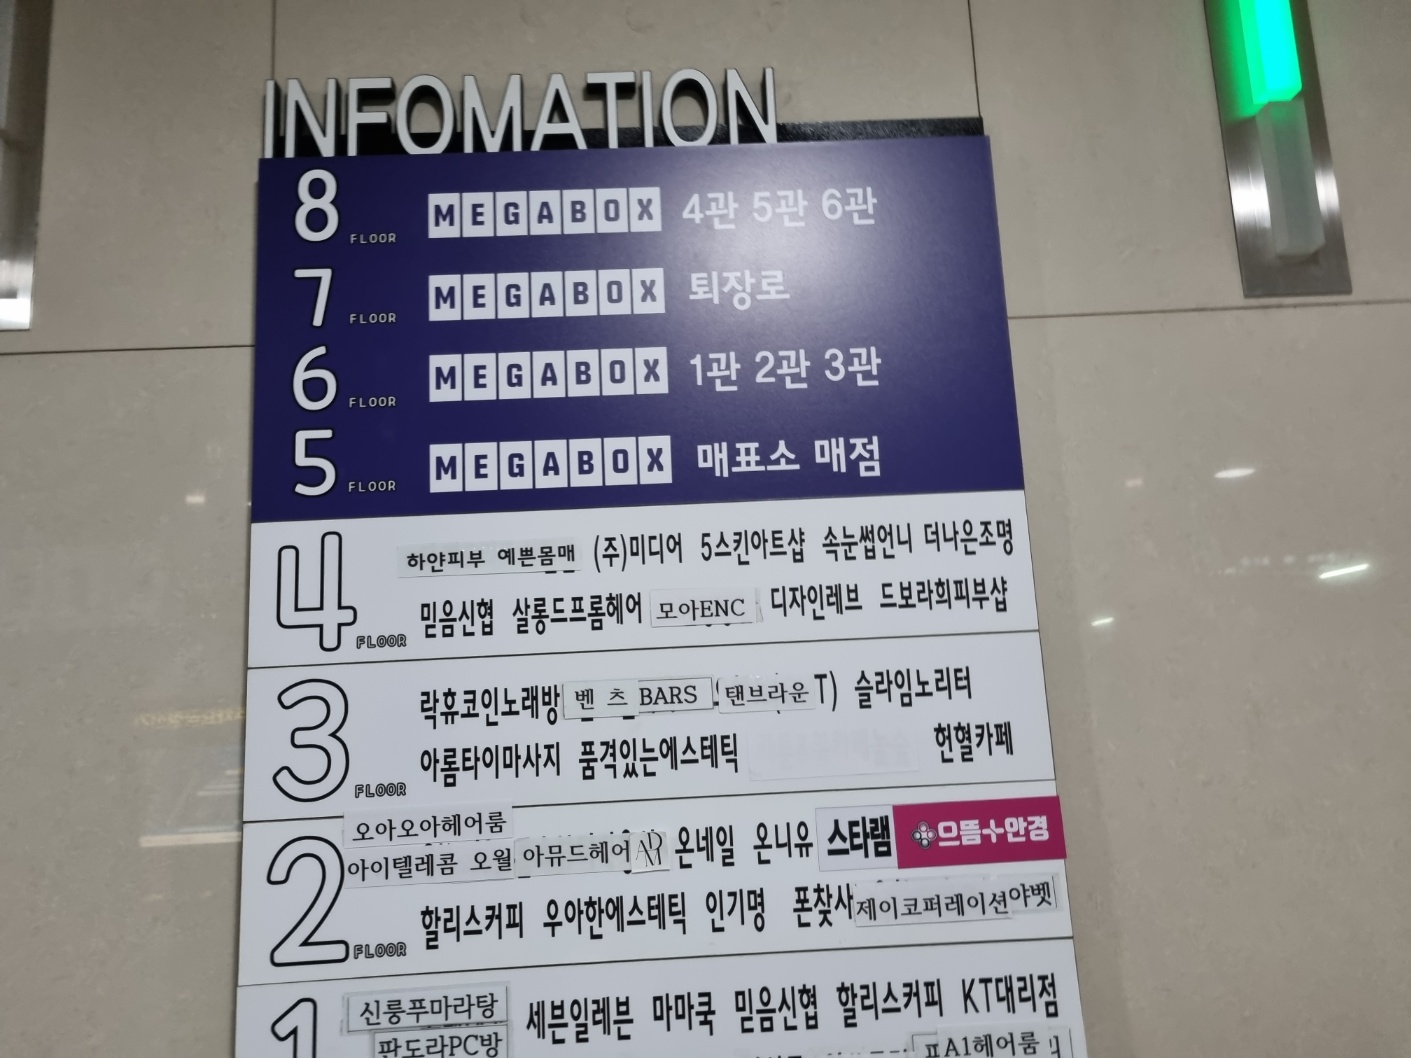 INFOMATION
8 FLOOR MEGABOX 4관 5관 6관
7 FLOOR MEGABOX 퇴장로
6 FLOOR MEGABOX 1관 2관 3관
5 FLOOR MEGABOX 매표소 매점
4 FLOOR
하얀피부 예쁜몸매 (주)미디어 5스킨아트샵 속눈썹언니 더나은조명
믿음신협 살롱드프롬헤어 모아ENC 디자인레브 드보라희피부샵
3 FLOOR
락휴코인노래방 벤 츠 BARS 탠브라운 T) 슬라임노리터
아롬타이마사지 품격있는에스테틱 헌혈카페
2 FLOOR
오아오아헤어룸
아이텔레콤 오월 아뮤드헤어 ADM 온네일 온니유 스타램 으뜸안경
할리스커피 우아한에스테틱 인기명 폰찾사 제이코퍼레이션 야벳
1
신룽푸마라탕 세븐일레븐 마마쿡 믿음신협 할리스커피 KT대리점
판도라PC방 A1헤어룸